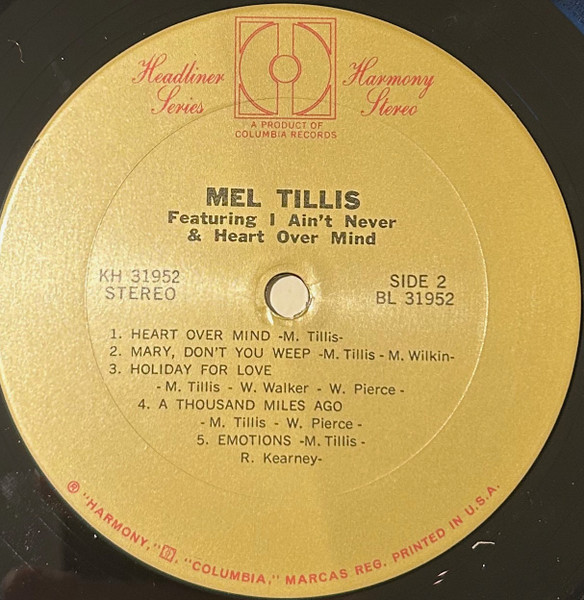 Headliner Series
Harmony Stereo
A PRODUCT OF
COLUMBIA RECORDS
MEL TILLIS
Featuring I Ain't Never
& Heart Over Mind
KH 31952
STEREO
SIDE 2
BL 31952
1. HEART OVER MIND -M. Tillis-
2. MARY, DON'T YOU WEEP -M. Tillis - M. Wilkin-
3. HOLIDAY FOR LOVE
-M. Tillis - W. Walker - W. Pierce -
4. A THOUSAND MILES AGO
-M. Tillis - W. Pierce -
5. EMOTIONS -M. Tillis -
R. Kearney-
® "HARMONY," , "COLUMBIA," MARCAS REG. PRINTED IN U.S.A.